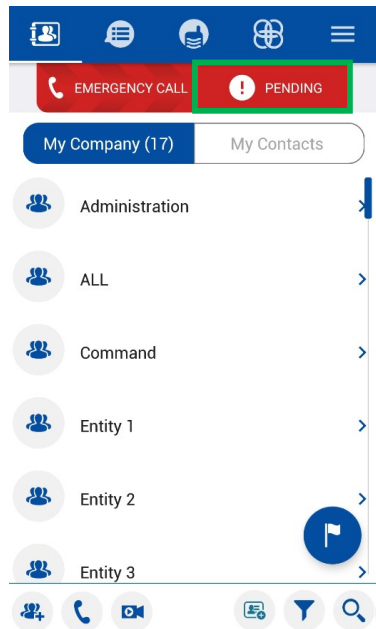 EMERGENCY CALL
! PENDING
My Company (17) My Contacts
Administration
ALL
Command
Entity 1
Entity 2
Entity 3